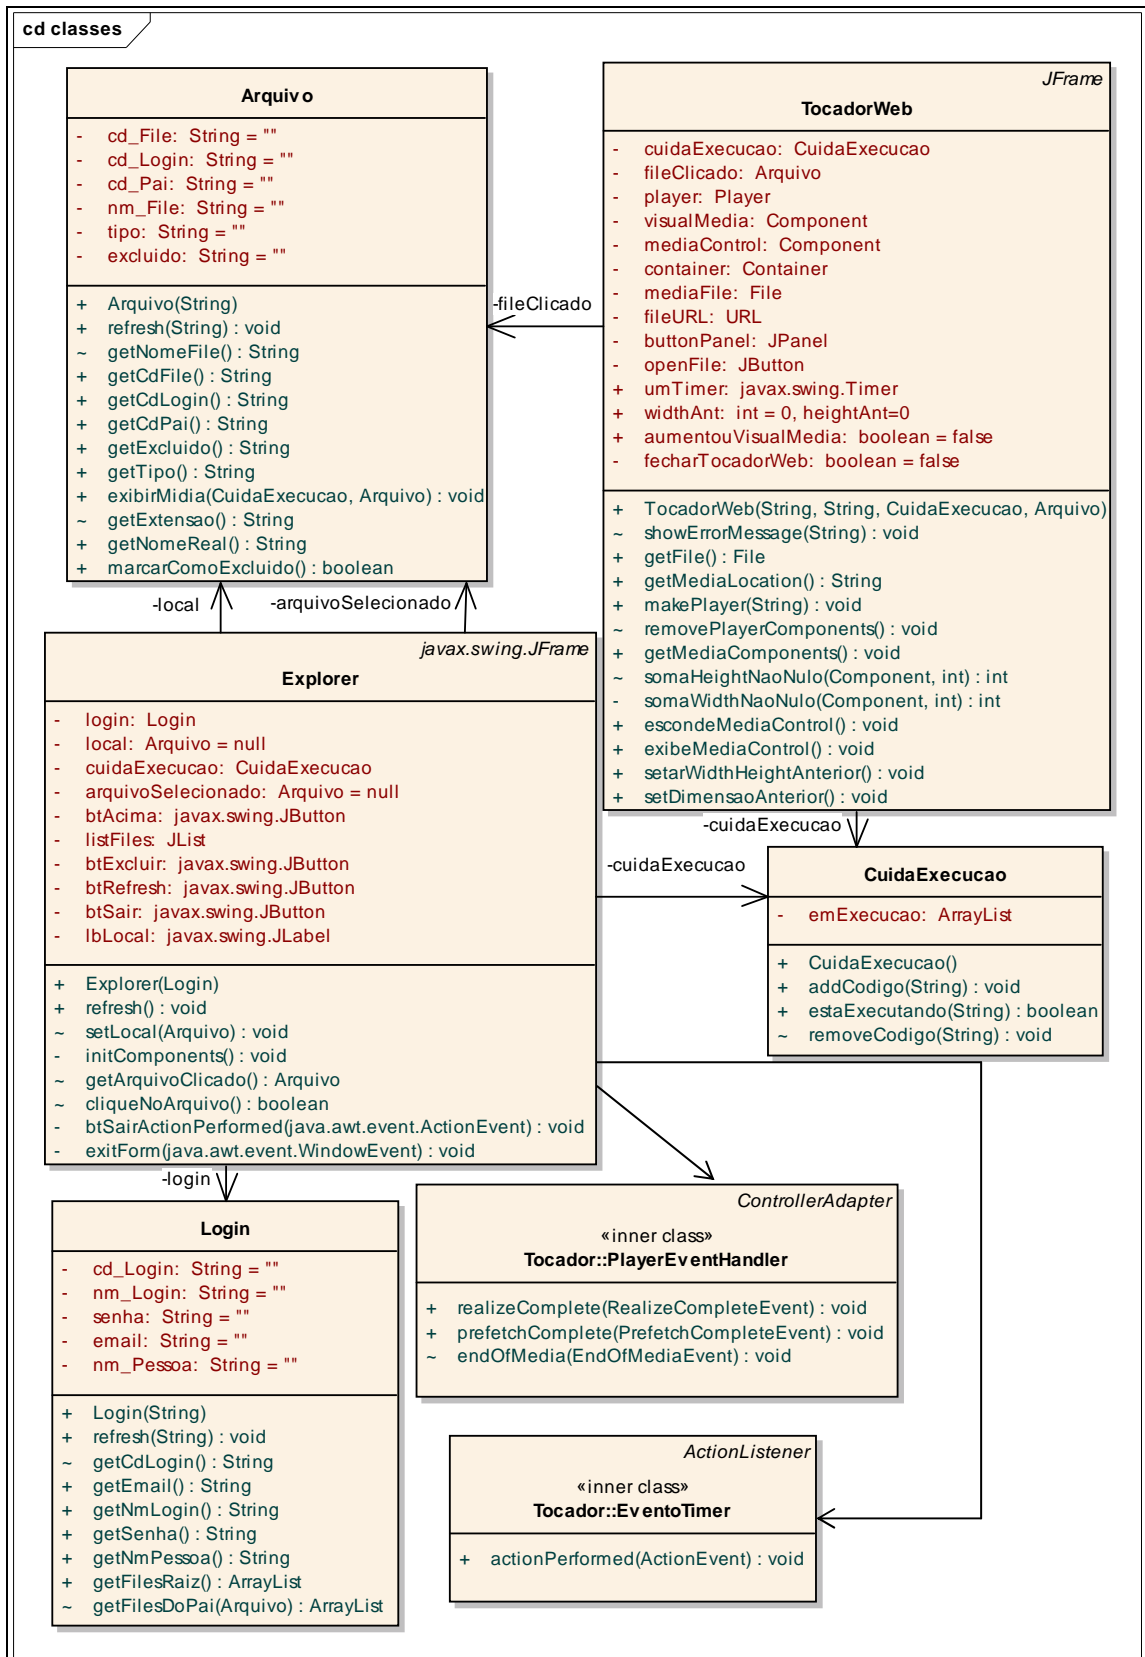 cd classes
Arquivo
- cd_File: String = ""
- cd_Login: String = ""
- cd_Pai: String = ""
- nm_File: String = ""
- tipo: String = ""
- excluido: String = ""
+ Arquivo(String)
+ refresh(String) : void
~ getNomeFile() : String
+ getCdFile() : String
+ getCdLogin() : String
+ getCdPai() : String
+ getExcluido() : String
+ getTipo() : String
+ exibirMidia(CuidaExecucao, Arquivo) : void
~ getExtensao() : String
+ getNomeReal() : String
+ marcarComoExcluido() : boolean
JFrame
TocadorWeb
- cuidaExecucao: CuidaExecucao
- fileClicado: Arquivo
- player: Player
- visualMedia: Component
- mediaControl: Component
- container: Container
- mediaFile: File
- fileURL: URL
- buttonPanel: JPanel
- openFile: JButton
+ umTimer: javax.swing.Timer
+ widthAnt: int = 0, heightAnt=0
+ aumentouVisualMedia: boolean = false
- fecharTocadorWeb: boolean = false
+ TocadorWeb(String, String, CuidaExecucao, Arquivo)
~ showErrorMessage(String) : void
+ getFile() : File
+ getMediaLocation() : String
+ makePlayer(String) : void
~ removePlayerComponents() : void
+ getMediaComponents() : void
~ somaHeightNaoNulo(Component, int) : int
- somaWidthNaoNulo(Component, int) : int
+ escondeMediaControl() : void
+ exibeMediaControl() : void
+ setarWidthHeightAnterior() : void
+ setDimensaoAnterior() : void
-fileClicado
-local
-arquivoSelecionado
javax.swing.JFrame
Explorer
- login: Login
- local: Arquivo = null
- cuidaExecucao: CuidaExecucao
- arquivoSelecionado: Arquivo = null
- btAcima: javax.swing.JButton
- listFiles: JList
- btExcluir: javax.swing.JButton
- btRefresh: javax.swing.JButton
- btSair: javax.swing.JButton
- lbLocal: javax.swing.JLabel
+ Explorer(Login)
+ refresh() : void
~ setLocal(Arquivo) : void
- initComponents() : void
~ getArquivoClicado() : Arquivo
~ cliqueNoArquivo() : boolean
- btSairActionPerformed(java.awt.event.ActionEvent) : void
- exitForm(java.awt.event.WindowEvent) : void
-cuidaExecucao
-cuidaExecucao
CuidaExecucao
- emExecucao: ArrayList
+ CuidaExecucao()
+ addCodigo(String) : void
+ estaExecutando(String) : boolean
~ removeCodigo(String) : void
-login
Login
- cd_Login: String = ""
- nm_Login: String = ""
- senha: String = ""
- email: String = ""
- nm_Pessoa: String = ""
+ Login(String)
+ refresh(String) : void
~ getCdLogin() : String
+ getEmail() : String
+ getNmLogin() : String
+ getSenha() : String
+ getNmPessoa() : String
+ getFilesRaiz() : ArrayList
~ getFilesDoPai(Arquivo) : ArrayList
ControllerAdapter
«inner class»
Tocador::PlayerEventHandler
+ realizeComplete(RealizeCompleteEvent) : void
+ prefetchComplete(PrefetchCompleteEvent) : void
~ endOfMedia(EndOfMediaEvent) : void
ActionListener
«inner class»
Tocador::EventoTimer
+ actionPerformed(ActionEvent) : void